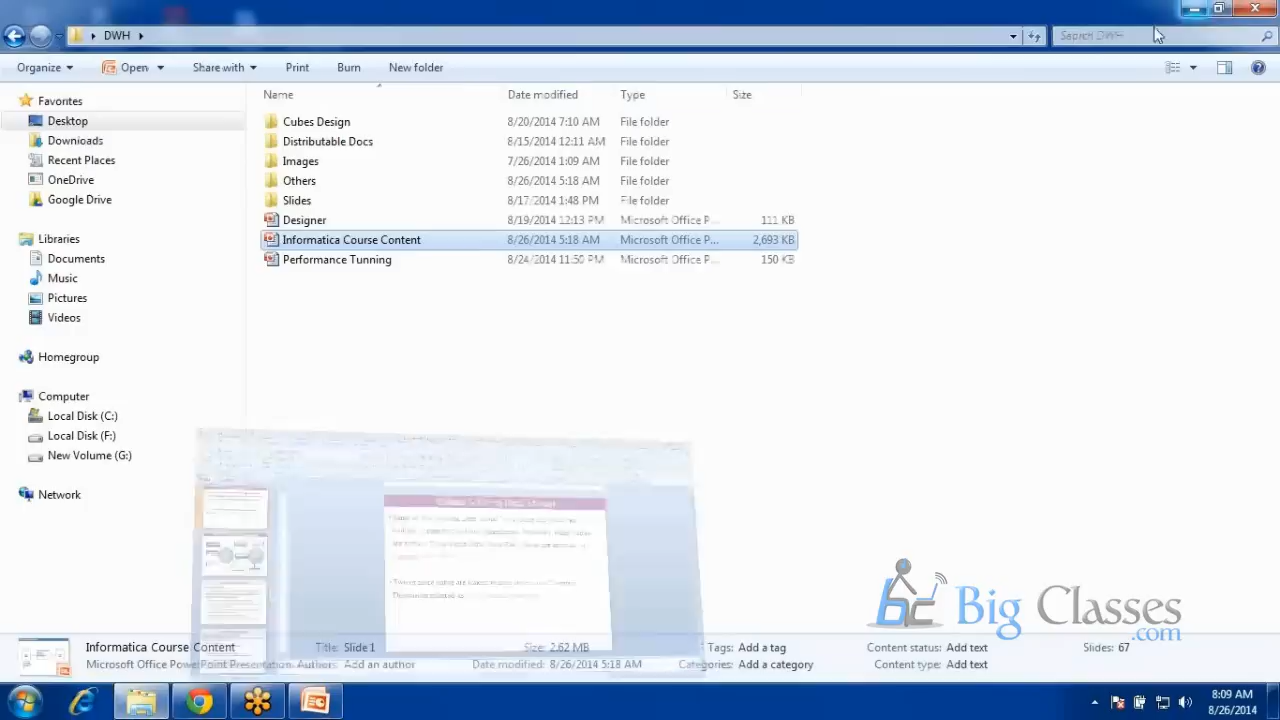 DWH
Search DWH
Organize
Open
Share with
Print
Burn
New folder
Name
Date modified
Type
Size
Favorites
Desktop
Downloads
Recent Places
OneDrive
Google Drive
Libraries
Documents
Music
Pictures
Videos
Homegroup
Computer
Local Disk (C:)
Local Disk (F:)
New Volume (G:)
Network
Cubes Design 8/20/2014 7:10 AM File folder
Distributable Docs 8/15/2014 12:11 AM File folder
Images 7/26/2014 1:09 AM File folder
Others 8/26/2014 5:18 AM File folder
Slides 8/17/2014 1:48 PM File folder
Designer 8/19/2014 12:13 PM Microsoft Office P... 111 KB
Informatica Course Content 8/26/2014 5:18 AM Microsoft Office P... 2,693 KB
Performance Tunning 8/24/2014 11:50 PM Microsoft Office P... 150 KB
bc Big Classes
.com
Informatica Course Content Title: Slide 1 Size: 2.62 MB Tags: Add a tag Content status: Add text Slides: 67
Microsoft Office PowerPoint Presentation Authors: Add an author Date modified: 8/26/2014 5:18 AM Categories: Add a category Content type: Add text
8:09 AM
8/26/2014